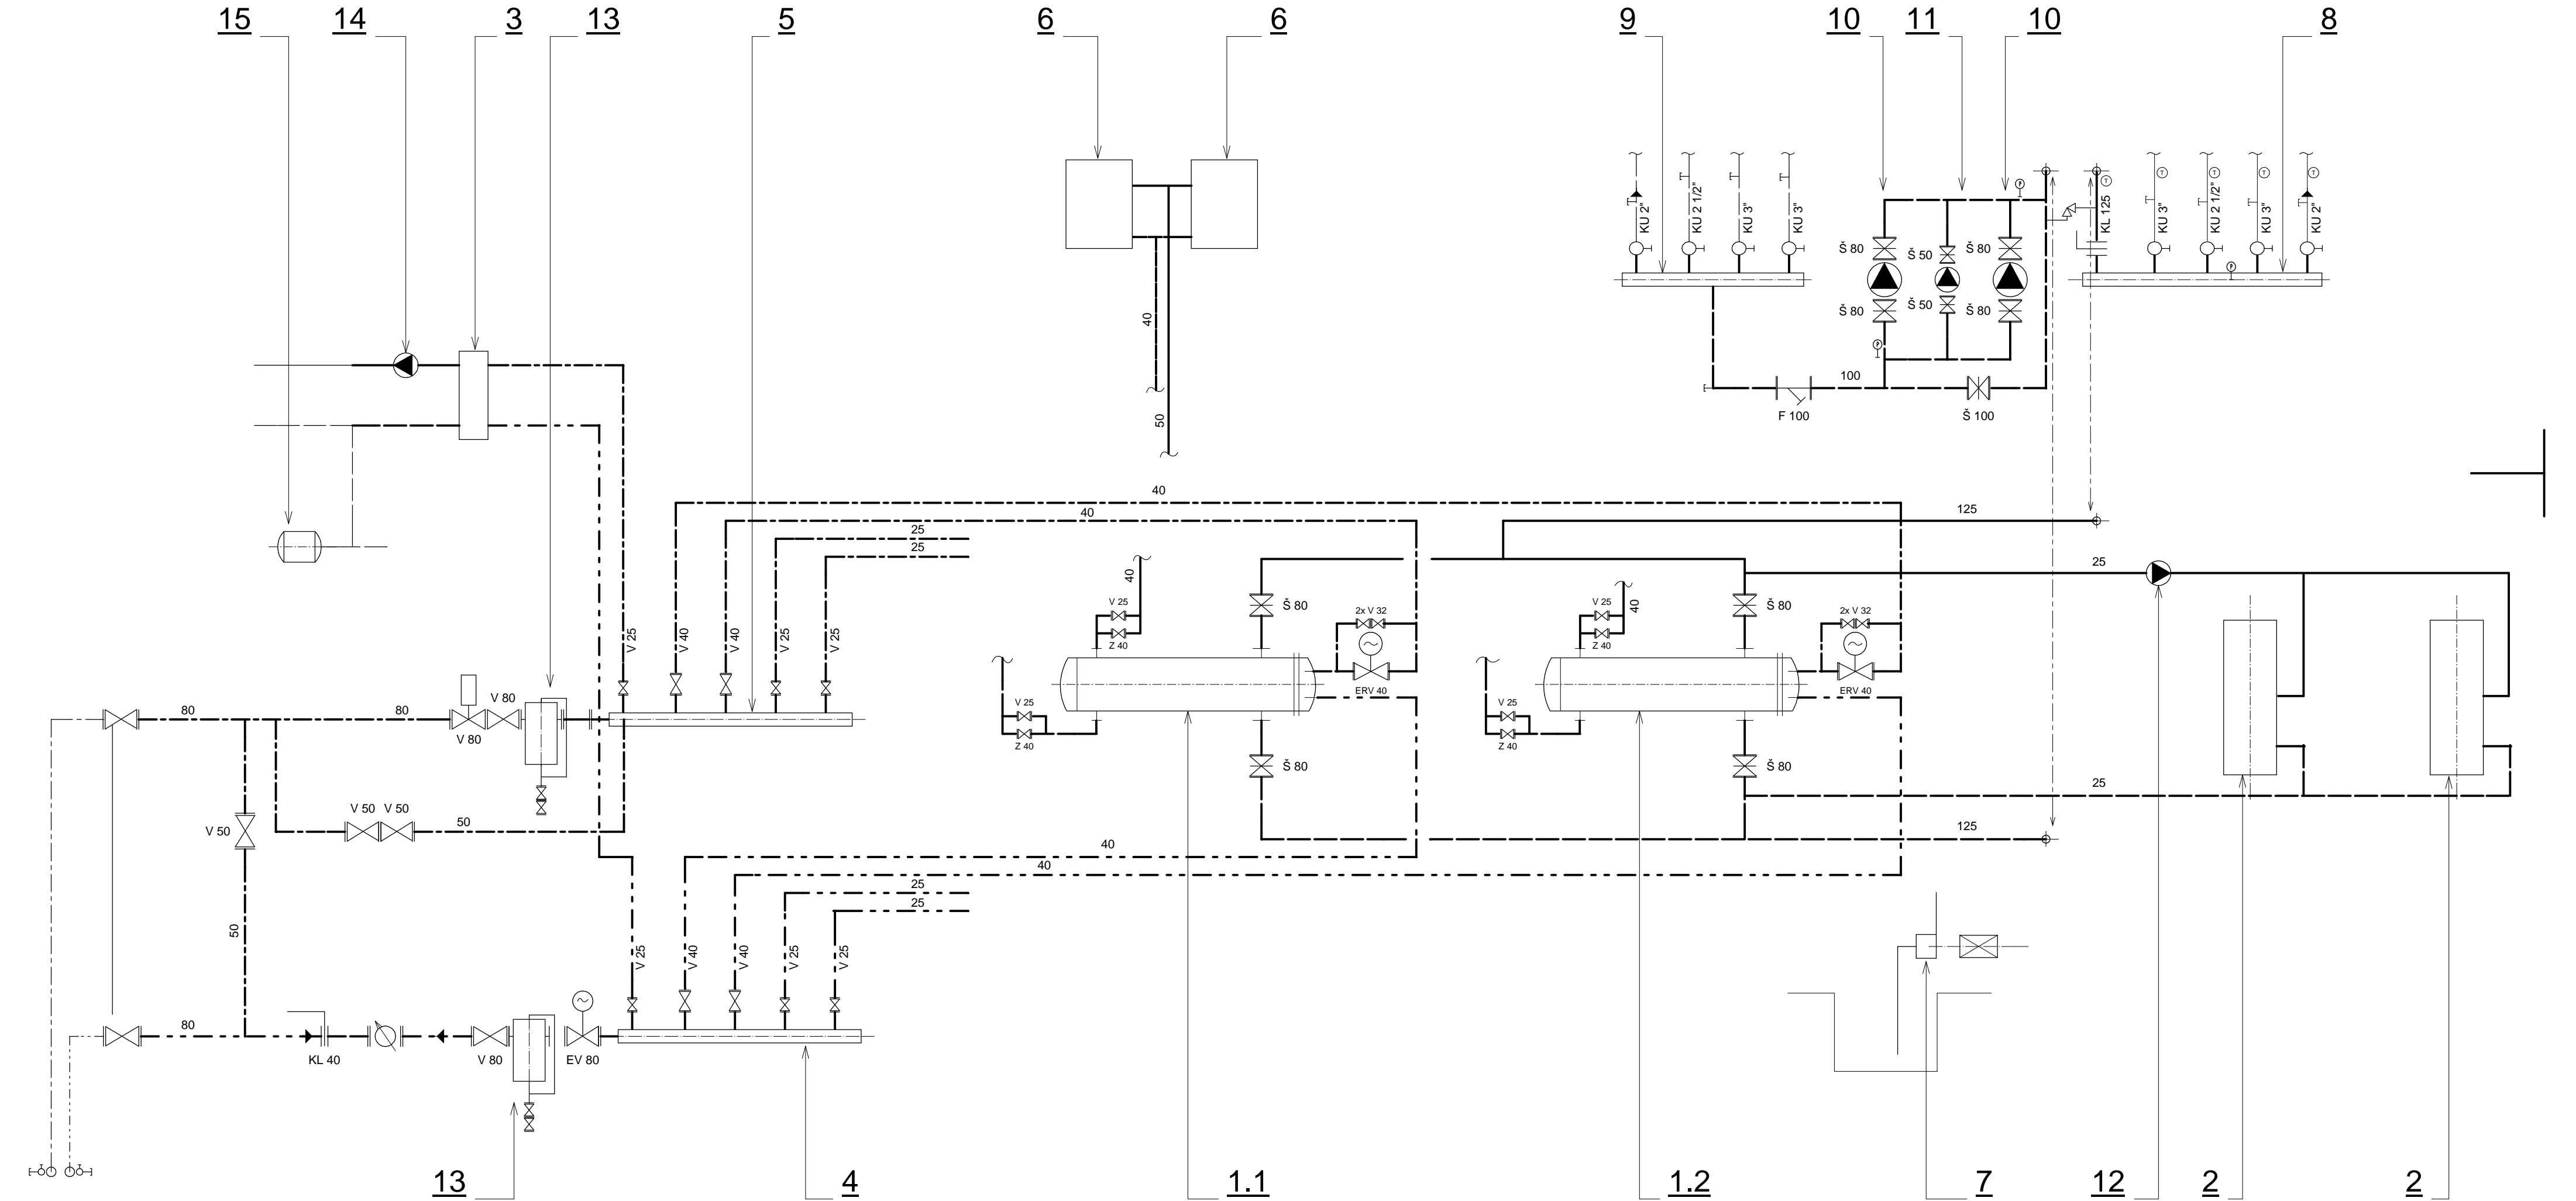 15 14 3 13 5 6 6 9 10 11 10 8
KU 2" KU 2 1/2" KU 3" KU 3"
P
T T T T T
KL 125
KU 3" KU 2 1/2" KU 3" KU 2"
Š 80 Š 50 Š 80
P
Š 80 Š 50 Š 80
P
40
100
F 100 Š 100
50
40
40 125
25
25
25
40 40
V 25 Š 80 2x V 32 V 25 Š 80 2x V 32
Z 40 Z 40
V 25 V 40 V 40 V 25 V 25
ERV 40 ERV 40
80 80 V 80
V 80
V 25 V 25
Z 40 Z 40
Š 80 Š 80
25
V 50 V 50
V 50 50 125
40
40
25
25
50
V 25 V 40 V 40 V 25 V 25
80
KL 40 V 80 EV 80
13 4 1.1 1.2 7 12 2 2